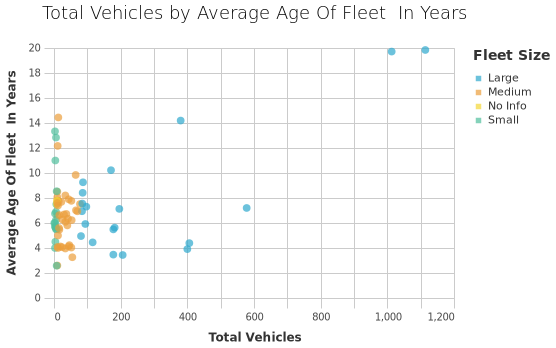 Total Vehicles by Average Age Of Fleet  In Years
Average Age Of Fleet  In Years
20
18
16
14
12
10
8
6
4
2
0
0
200
400
600
1,000
1,200
Total Vehicles
Fleet Size
Large
Medium
No Info
Small